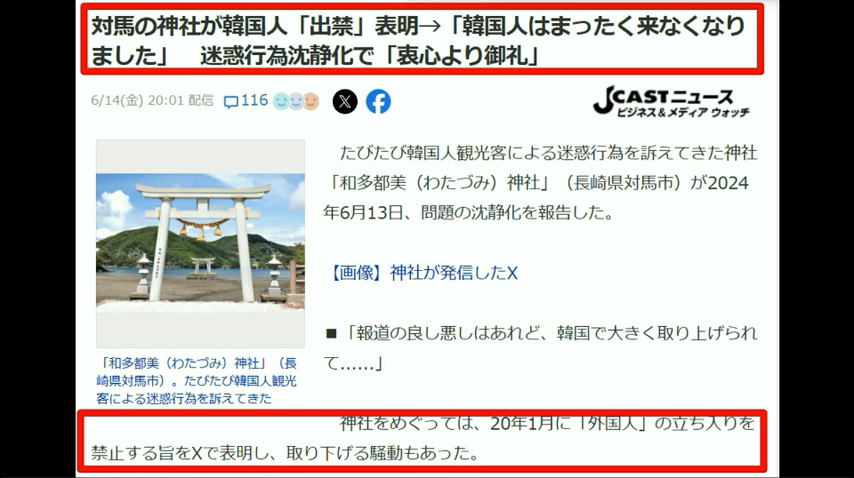 対馬の神社が韓国人「出禁」表明→「韓国人はまったく来なくなり
ました」　迷惑行為沈静化で「衷心より御礼」
6/14(金) 20:01 配信
116
X
f
J CASTニュース
ビジネス&メディア ウォッチ
たびたび韓国人観光客による迷惑行為を訴えてきた神社
「和多都美（わたづみ）神社」（長崎県対馬市）が2024
年6月13日、問題の沈静化を報告した。
【画像】神社が発信したX
■「報道の良し悪しはあれど、韓国で大きく取り上げられ
て......」
「和多都美（わたづみ）神社」（長
崎県対馬市）。たびたび韓国人観光
客による迷惑行為を訴えてきた
神社をめぐっては、20年1月に「外国人」の立ち入りを
禁止する旨をXで表明し、取り下げる騒動もあった。